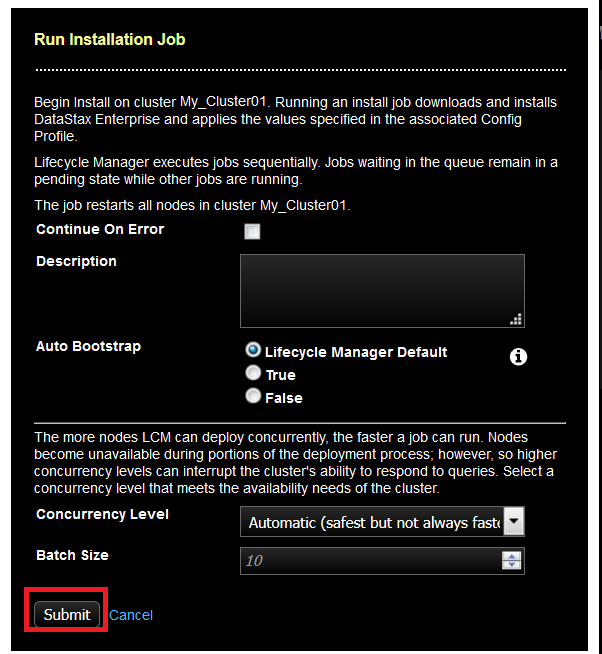 Run Installation Job
Begin Install on cluster My_Cluster01. Running an install job downloads and installs
DataStax Enterprise and applies the values specified in the associated Config
Profile.
Lifecycle Manager executes jobs sequentially. Jobs waiting in the queue remain in a
pending state while other jobs are running.
The job restarts all nodes in cluster My_Cluster01.
Continue On Error
Description
Auto Bootstrap
Lifecycle Manager Default
True
False
The more nodes LCM can deploy concurrently, the faster a job can run. Nodes
become unavailable during portions of the deployment process; however, so higher
concurrency levels can interrupt the cluster's ability to respond to queries. Select a
concurrency level that meets the availability needs of the cluster.
Concurrency Level
Automatic (safest but not always faste
Batch Size
10
Submit Cancel